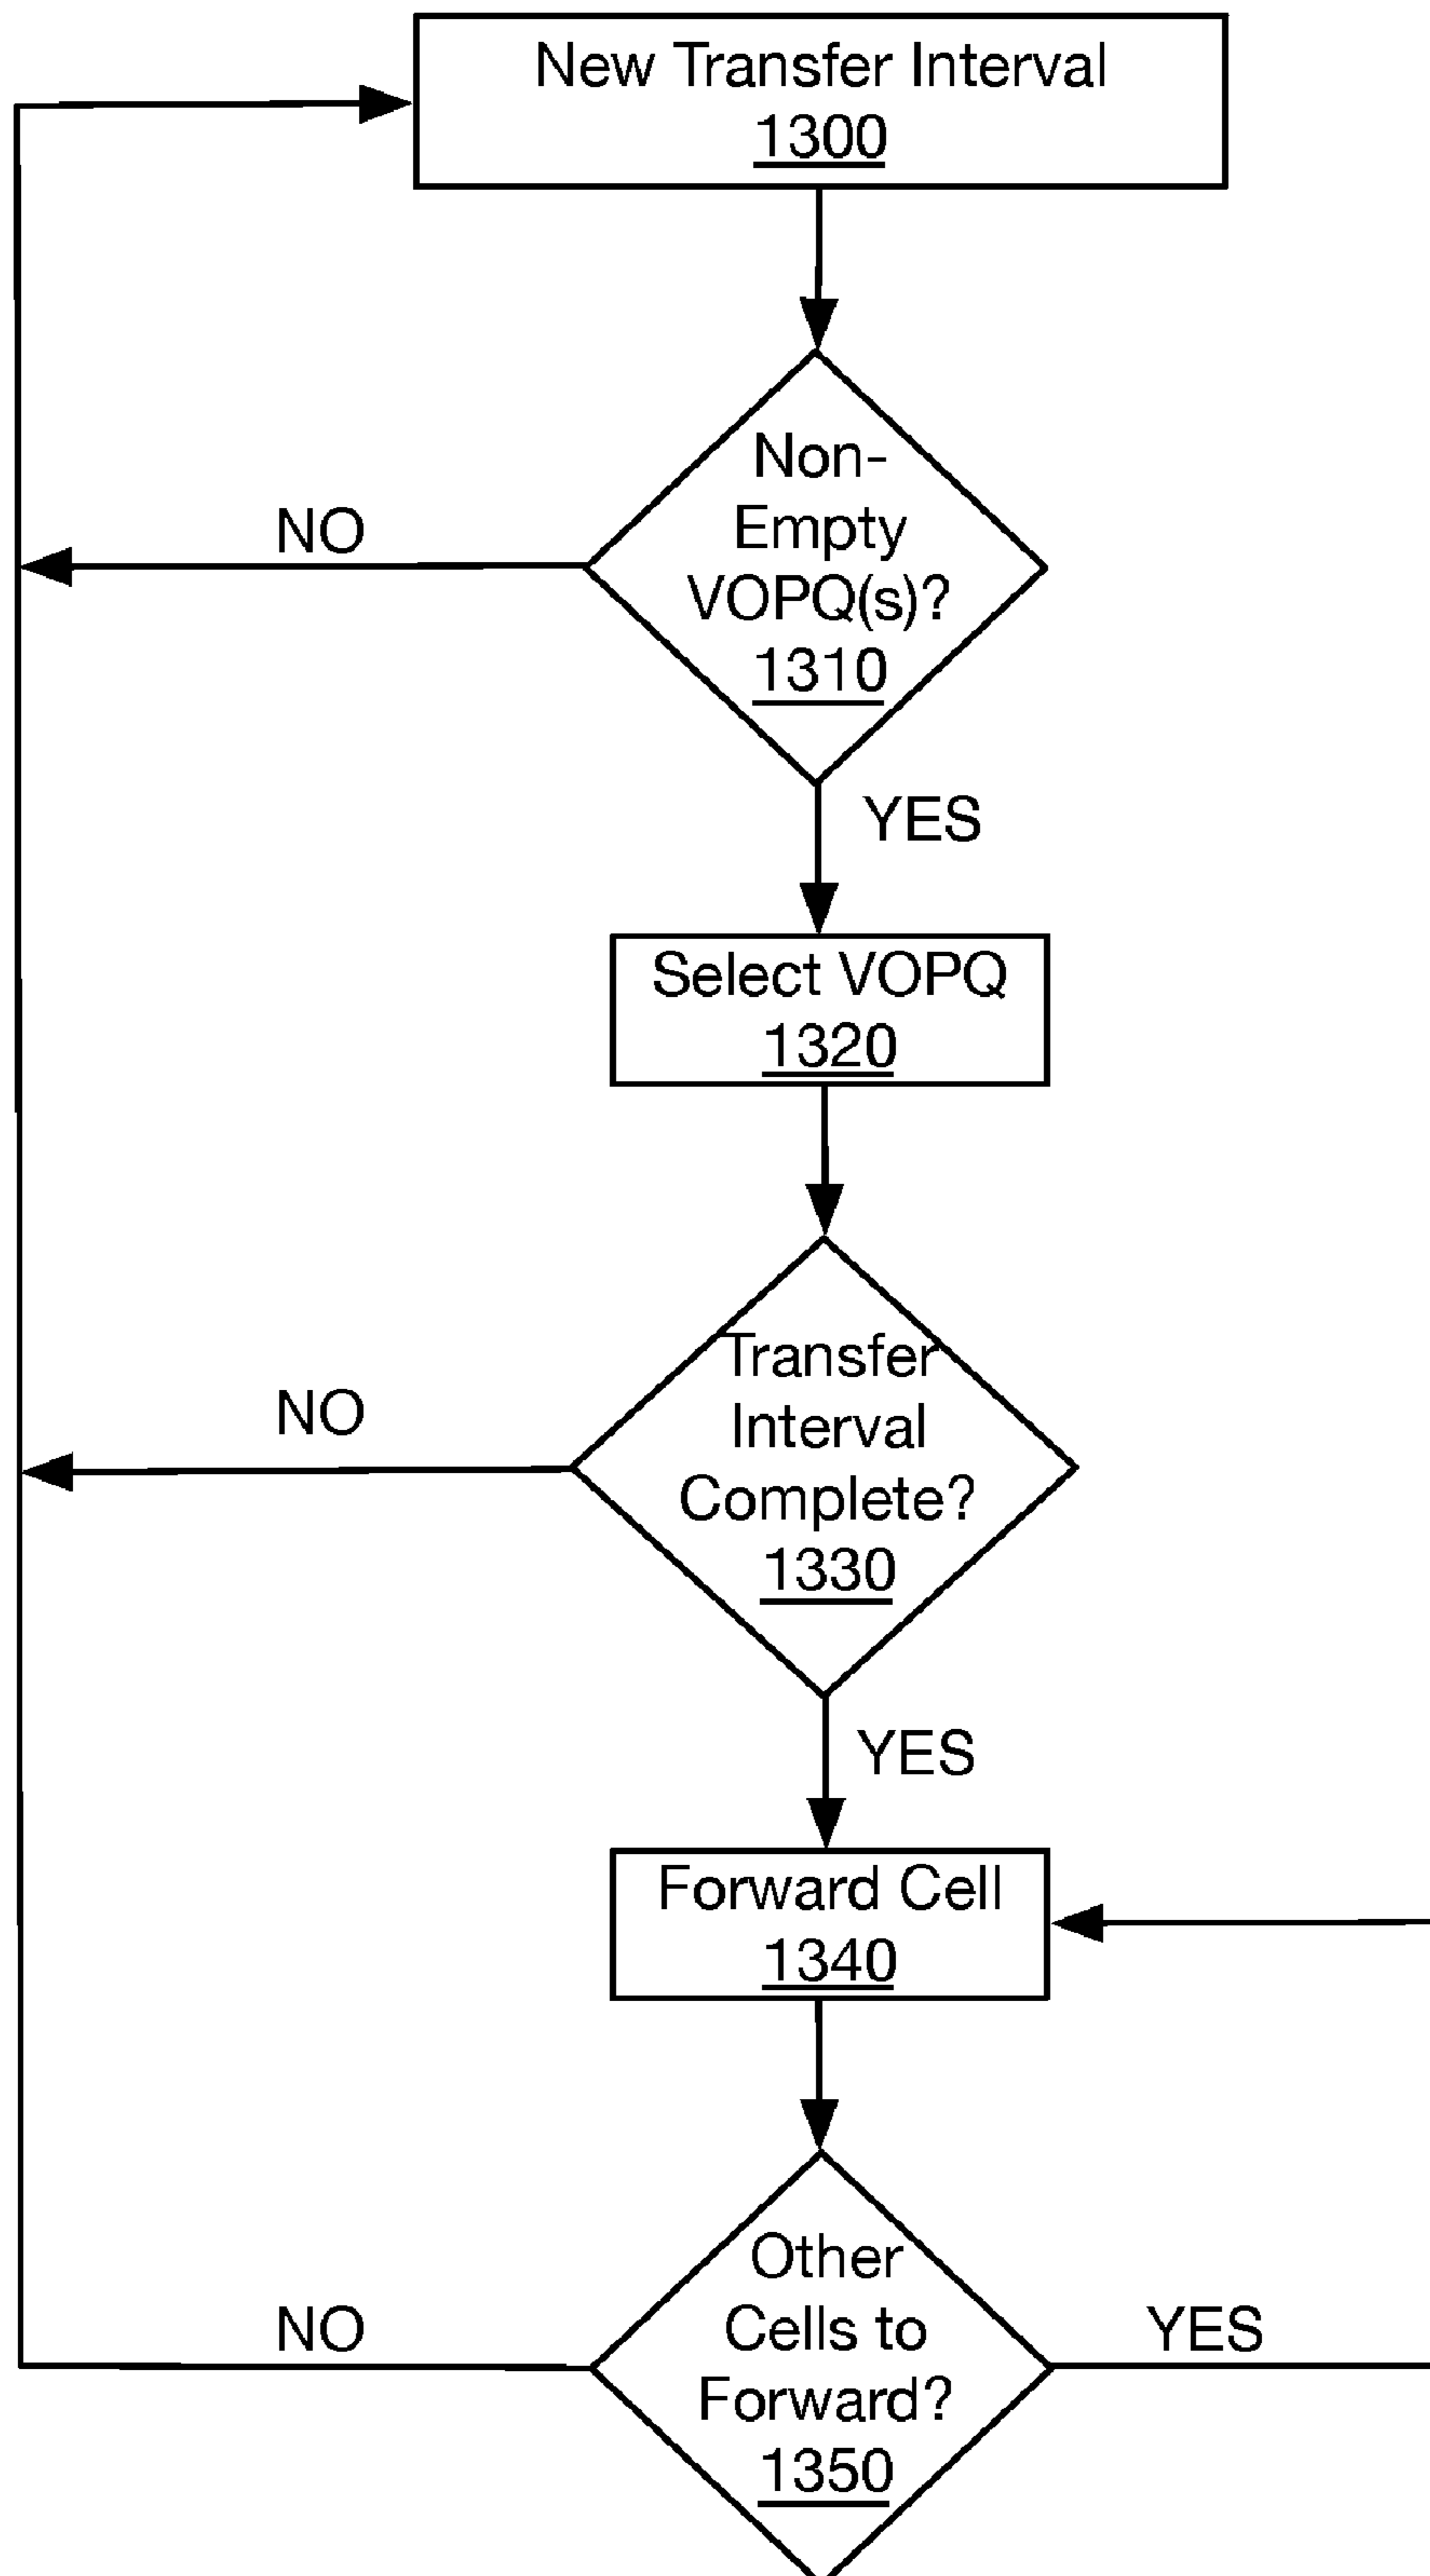 New Transfer Interval
1300
Non-
Empty
VOPQ(s)?
1310
NO
YES
Select VOPQ
1320
Transfer
Interval
Complete?
1330
NO
YES
Forward Cell
1340
Other
Cells to
Forward?
1350
NO
YES